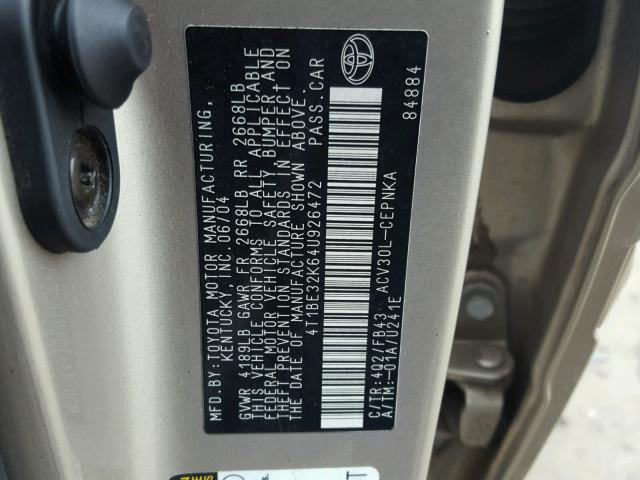 MFD. BY: TOYOTA MOTOR MANUFACTURING,
KENTUCKY, INC. 06/04
GVWR 4189LB GAWR FR 2668LB RR 2668LB
THIS VEHICLE CONFORMS TO ALL APPLICABLE
FEDERAL MOTOR VEHICLE SAFETY, BUMPER, AND
THEFT PREVENTION STANDARDS IN EFFECT ON
THE DATE OF MANUFACTURE SHOWN ABOVE.
4T1BE32K64U926472 PASS. CAR
C/TR:4Q2/FB43 ACV30L-CEPNKA
A/TM:-01A/U241E
84884